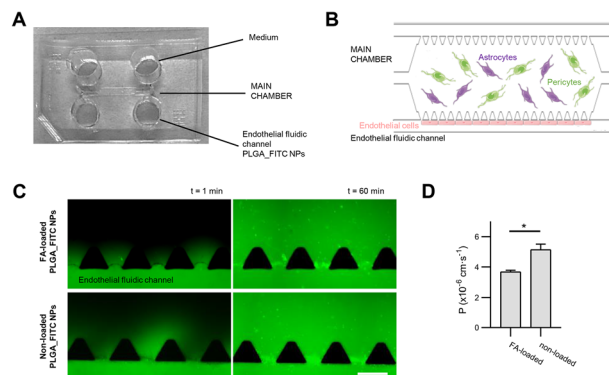 A
Medium
MAIN
CHAMBER
Endothelial fluidic
channel
PLGA_FITC NPs
B
MAIN
CHAMBER
Astrocytes
Pericytes
Endothelial cells
Endothelial fluidic channel
C
t = 1 min
t = 60 min
FA-loaded
PLGA_FITC NPs
Endothelial fluidic channel
Non-loaded
PLGA_FITC NPs
D
*
P (x10⁻⁶ cm·s⁻¹)
6
4
2
0
FA-loaded
non-loaded